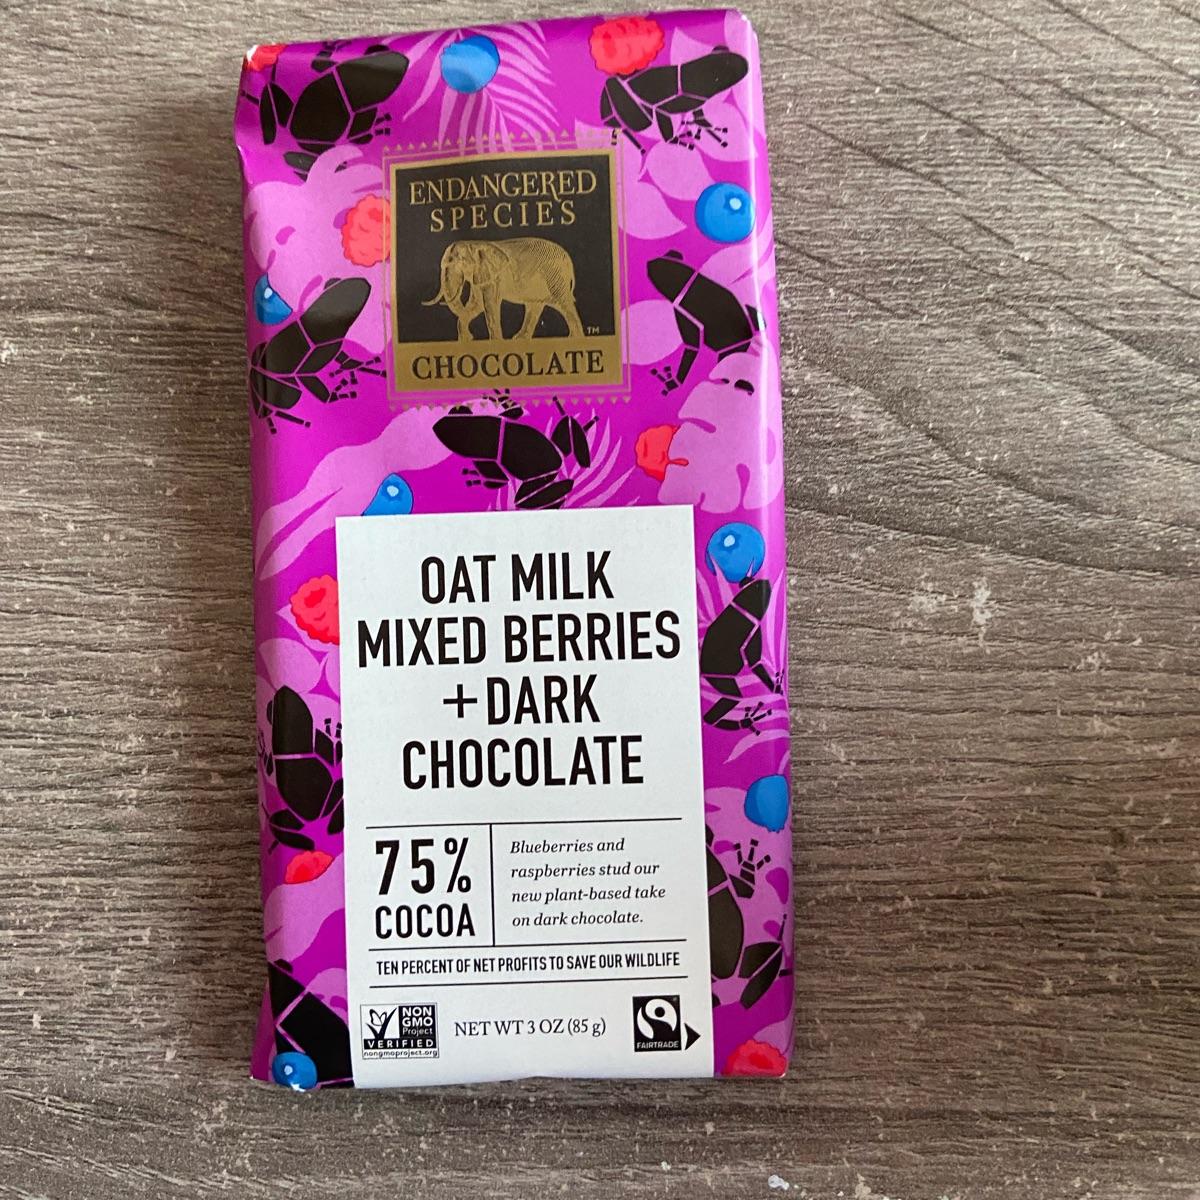 ENDANGERED
SPECIES
TM
CHOCOLATE
OAT MILK
MIXED BERRIES
+DARK
CHOCOLATE
75%
COCOA
Blueberries and
raspberries stud our
new plant-based take
on dark chocolate.
TEN PERCENT OF NET PROFITS TO SAVE OUR WILDLIFE
NON
GMO
Project
VERIFIED
nongmoproject.org
NET WT 3 OZ (85 g)
FAIRTRADE